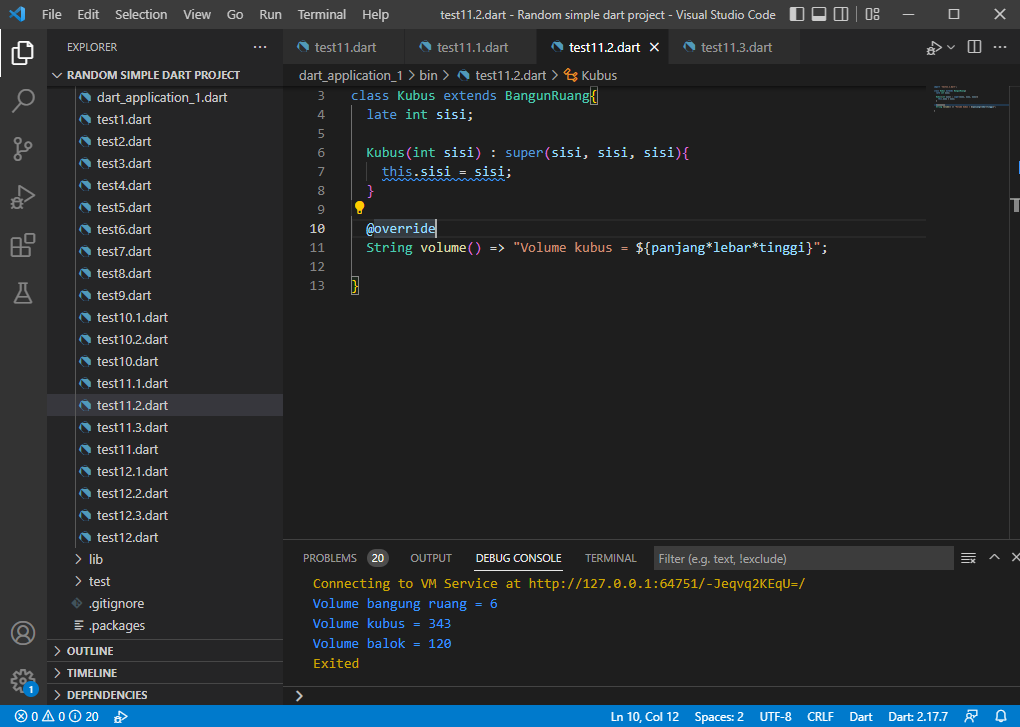 File Edit Selection View Go Run Terminal Help test11.2.dart - Random simple dart project - Visual Studio Code
EXPLORER
RANDOM SIMPLE DART PROJECT
dart_application_1.dart
test1.dart
test2.dart
test3.dart
test4.dart
test5.dart
test6.dart
test7.dart
test8.dart
test9.dart
test10.1.dart
test10.2.dart
test10.dart
test11.1.dart
test11.2.dart
test11.3.dart
test11.dart
test12.1.dart
test12.2.dart
test12.3.dart
test12.dart
lib
test
.gitignore
.packages
OUTLINE
TIMELINE
DEPENDENCIES
1
test11.dart test11.1.dart test11.2.dart test11.3.dart
dart_application_1 > bin > test11.2.dart > Kubus
3 class Kubus extends BangunRuang{
4 late int sisi;
5
6 Kubus(int sisi) : super(sisi, sisi, sisi){
7 this.sisi = sisi;
8 }
9
10 @override
11 String volume() => "Volume kubus = ${panjang*lebar*tinggi}";
12
13 }
PROBLEMS 20 OUTPUT DEBUG CONSOLE TERMINAL Filter (e.g. text, !exclude)
Connecting to VM Service at http://127.0.0.1:64751/-Jeqvq2KEqU=/
Volume bangung ruang = 6
Volume kubus = 343
Volume balok = 120
Exited
0 0 20 Ln 10, Col 12 Spaces: 2 UTF-8 CRLF Dart Dart: 2.17.7